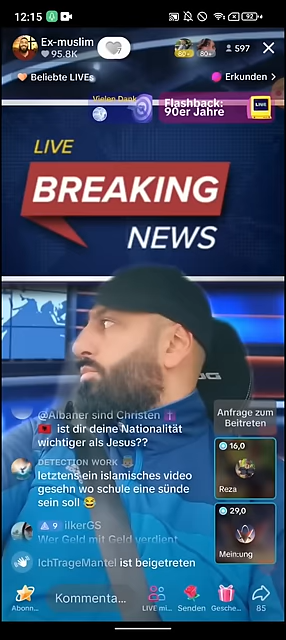 12:15
92
Ex-muslim
95.8K
80+
80+
597
Beliebte LIVEs
Erkunden
Vielen Dank
Flashback:
90er Jahre
LIVE
LIVE
BREAKING
NEWS
@Albaner sind Christen
ist dir deine Nationalität
wichtiger als Jesus??
DETECTION WORK
letztens ein islamisches video
gesehn wo schule eine sünde
sein soll
9 ilkerGS
Wer Geld mit Geld verdient
IchTrageMantel ist beigetreten
Anfrage zum
Beitreten
16,0
Reza
29,0
Mein:ung
Abonn...
Kommenta...
LIVE mi...
Senden
Gesche...
85